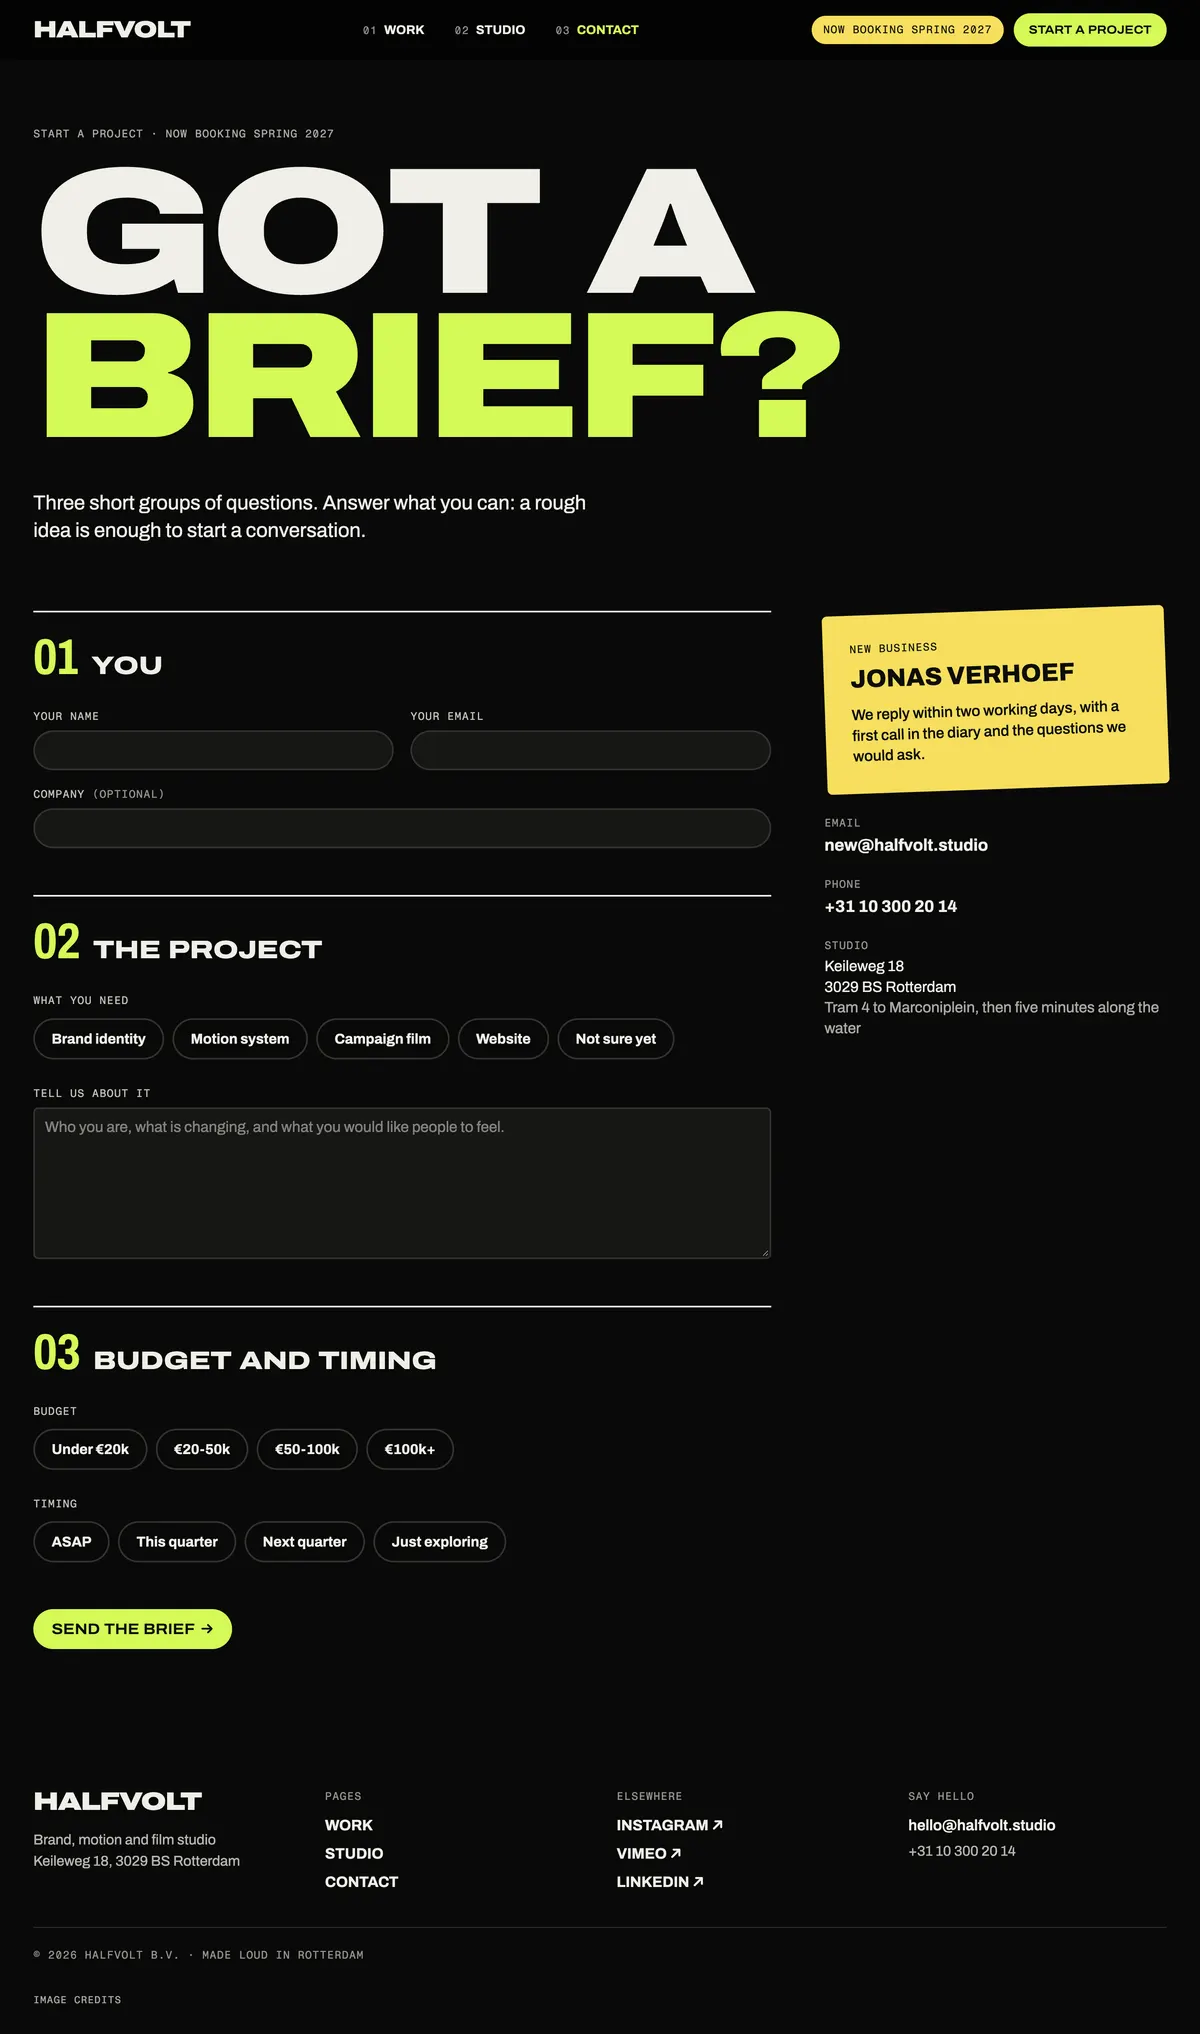 HALFVOLT
01 WORK
02 STUDIO
03 CONTACT
NOW BOOKING SPRING 2027
START A PROJECT
START A PROJECT · NOW BOOKING SPRING 2027
GOT A
BRIEF?
Three short groups of questions. Answer what you can: a rough
idea is enough to start a conversation.
01 YOU
YOUR NAME
YOUR EMAIL
COMPANY (OPTIONAL)
02 THE PROJECT
WHAT YOU NEED
Brand identity
Motion system
Campaign film
Website
Not sure yet
TELL US ABOUT IT
Who you are, what is changing, and what you would like people to feel.
03 BUDGET AND TIMING
BUDGET
Under €20k
€20-50k
€50-100k
€100k+
TIMING
ASAP
This quarter
Next quarter
Just exploring
SEND THE BRIEF →
NEW BUSINESS
JONAS VERHOEF
We reply within two working days, with a
first call in the diary and the questions we
would ask.
EMAIL
new@halfvolt.studio
PHONE
+31 10 300 20 14
STUDIO
Keileweg 18
3029 BS Rotterdam
Tram 4 to Marconiplein, then five minutes along the
water
HALFVOLT
Brand, motion and film studio
Keileweg 18, 3029 BS Rotterdam
PAGES
WORK
STUDIO
CONTACT
ELSEWHERE
INSTAGRAM ↗
VIMEO ↗
LINKEDIN ↗
SAY HELLO
hello@halfvolt.studio
+31 10 300 20 14
© 2026 HALFVOLT B.V. · MADE LOUD IN ROTTERDAM
IMAGE CREDITS